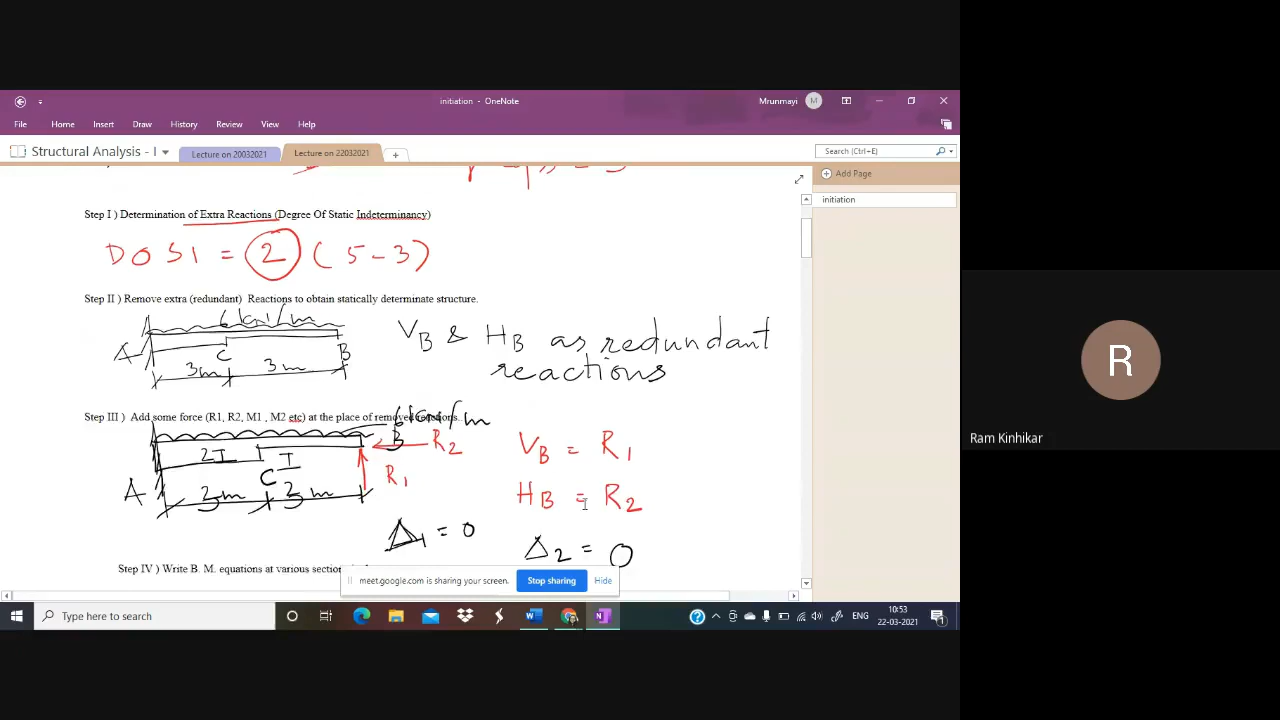 initiation - OneNote
Mrunmayi M
File Home Insert Draw History Review View Help
Structural Analysis - I
Lecture on 20032021
Lecture on 22032021
Search (Ctrl+E)
Add Page
initiation
Step I ) Determination of Extra Reactions (Degree Of Static Indeterminancy)
D O S I = 2 ( 5 - 3 )
Step II ) Remove extra (redundant) Reactions to obtain statically determinate structure.
6 kN/m
A C B
3m 3m
VB & HB as redundant
reactions
Step III ) Add some force (R1, R2, M1 , M2 etc) at the place of removed reactions.
6 kN/m
B
R2
2I I
C
R1
A
3m 3m
VB = R1
HB = R2
Δ1 = 0
Δ2 = 0
Step IV ) Write B. M. equations at various section
meet.google.com is sharing your screen. Stop sharing Hide
Type here to search
ENG
10:53
22-03-2021
R
Ram Kinhikar